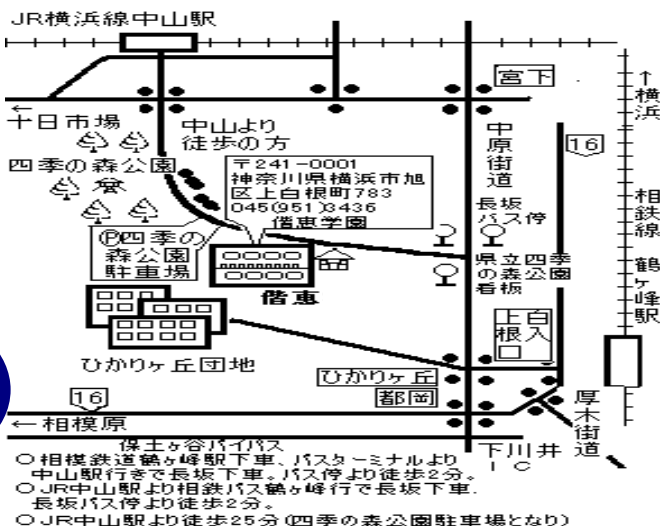 JR横浜線中山駅
宮下
↑横浜
←
十日市場
中山より
徒歩の方
中原街道
16
四季の森公園
〒241-0001
神奈川県横浜市旭
区上白根町783
045(951)3436
偕恵学園
長坂
バス停
相鉄線
鶴ヶ峰駅
Ⓟ四季の
森公園
駐車場
県立四季
の森公園
看板
偕恵
上白根入口
ひかりヶ丘団地
ひかりヶ丘
16
都岡
←相模原
厚木街道
保土ヶ谷バイパス
下川井
IC
○相模鉄道鶴ヶ峰駅下車、バスターミナルより
中山駅行きで長坂下車。バス停より徒歩2分。
○JR中山駅より相鉄バス鶴ヶ峰行で長坂下車.
長坂バス停より徒歩2分。
○JR中山駅より徒歩25分(四季の森公園駐車場となり)